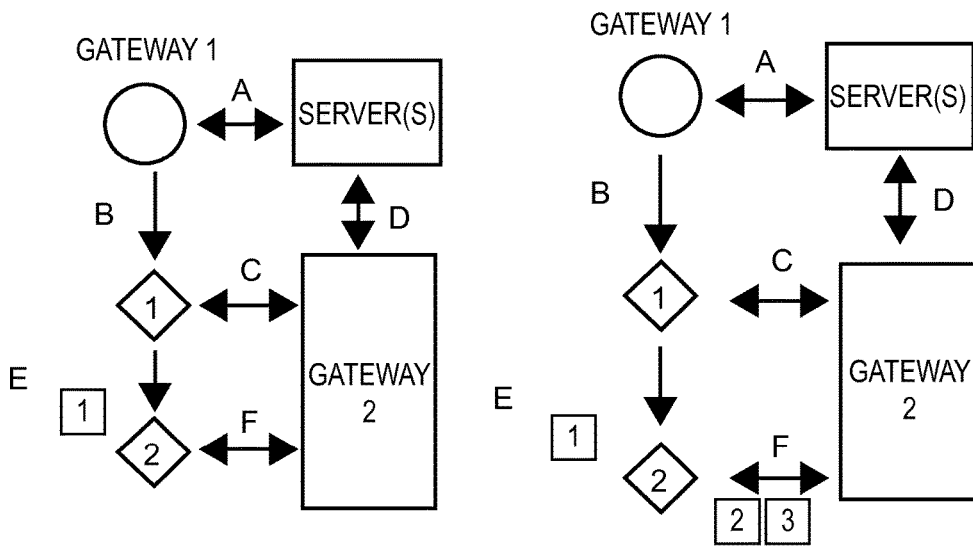 GATEWAY 1
A
SERVER(S)
B
D
C
1
GATEWAY
2
E
1
F
2
GATEWAY 1
A
SERVER(S)
B
D
C
1
GATEWAY
2
E
1
F
2
2 3